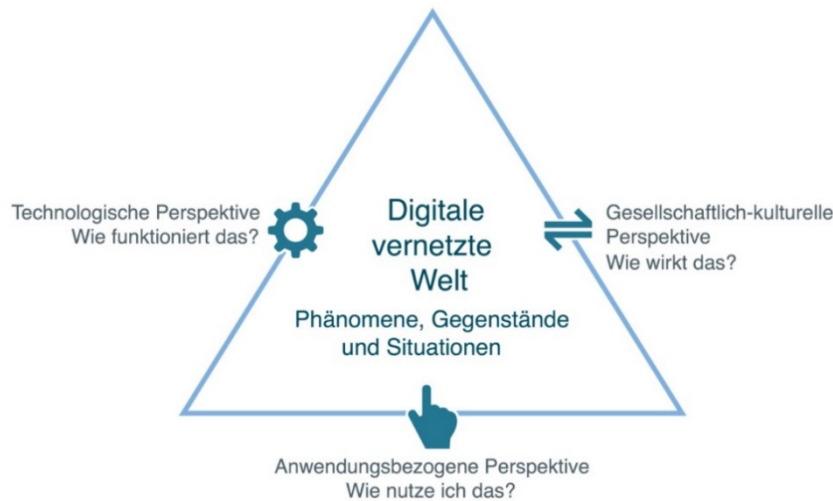 Technologische Perspektive
Wie funktioniert das?
Digitale
vernetzte
Welt
Phänomene, Gegenstände
und Situationen
Gesellschaftlich-kulturelle
Perspektive
Wie wirkt das?
Anwendungsbezogene Perspektive
Wie nutze ich das?